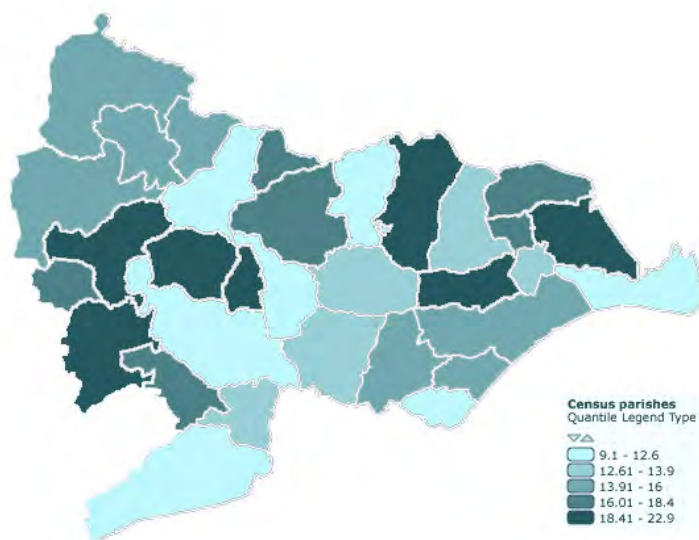 Census parishes
Quantile Legend Type
9.1 - 12.6
12.61 - 13.9
13.91 - 16
16.01 - 18.4
18.41 - 22.9